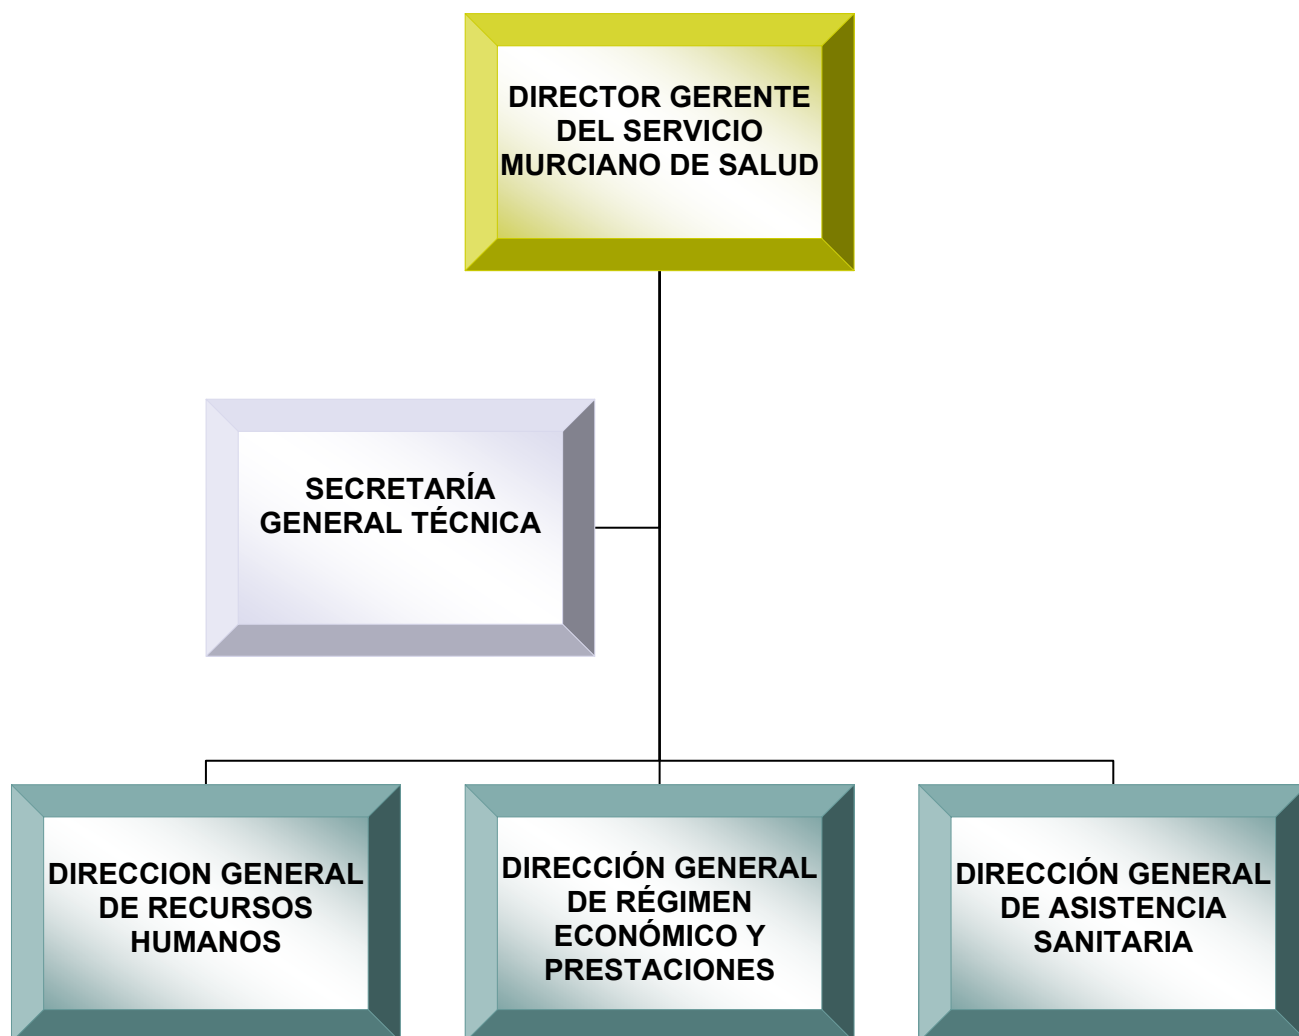 DIRECTOR GERENTE
DEL SERVICIO
MURCIANO DE SALUD
SECRETARÍA
GENERAL TÉCNICA
DIRECCION GENERAL
DE RECURSOS
HUMANOS
DIRECCIÓN GENERAL
DE RÉGIMEN
ECONÓMICO Y
PRESTACIONES
DIRECCIÓN GENERAL
DE ASISTENCIA
SANITARIA